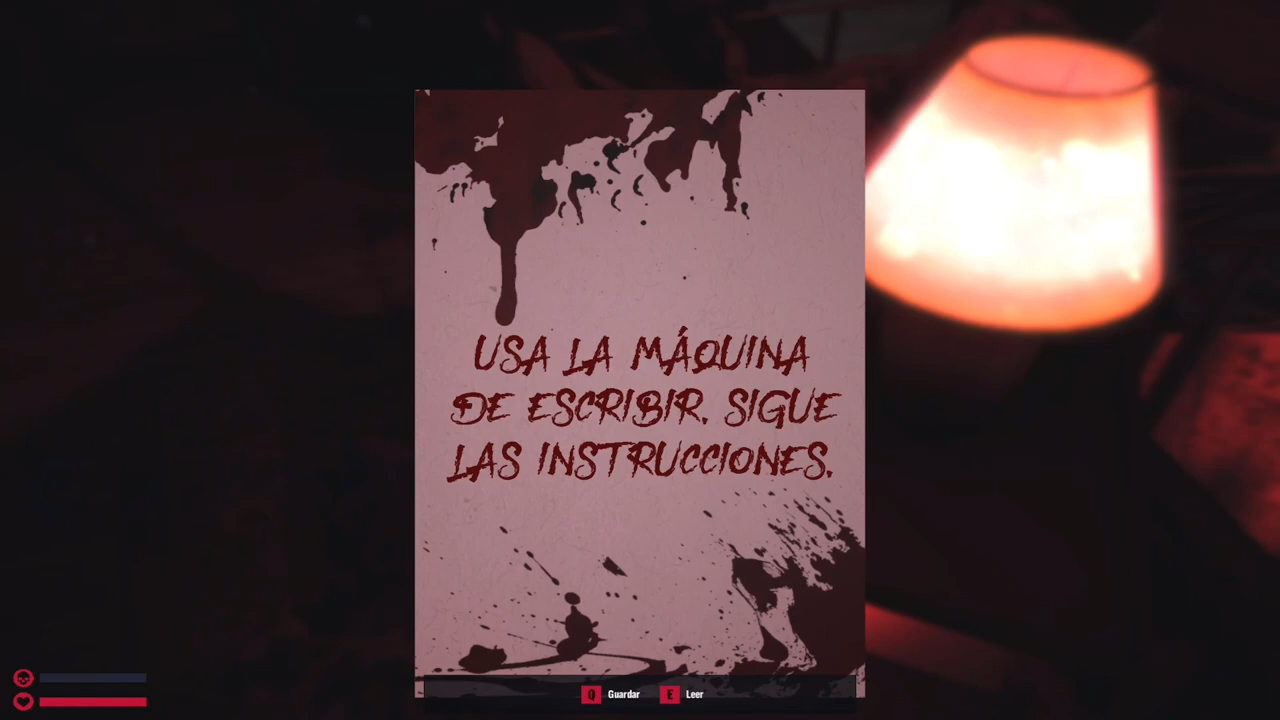 USA LA MÁQUINA
DE ESCRIBIR. SIGUE
LAS INSTRUCCIONES.
Q Guardar E Leer